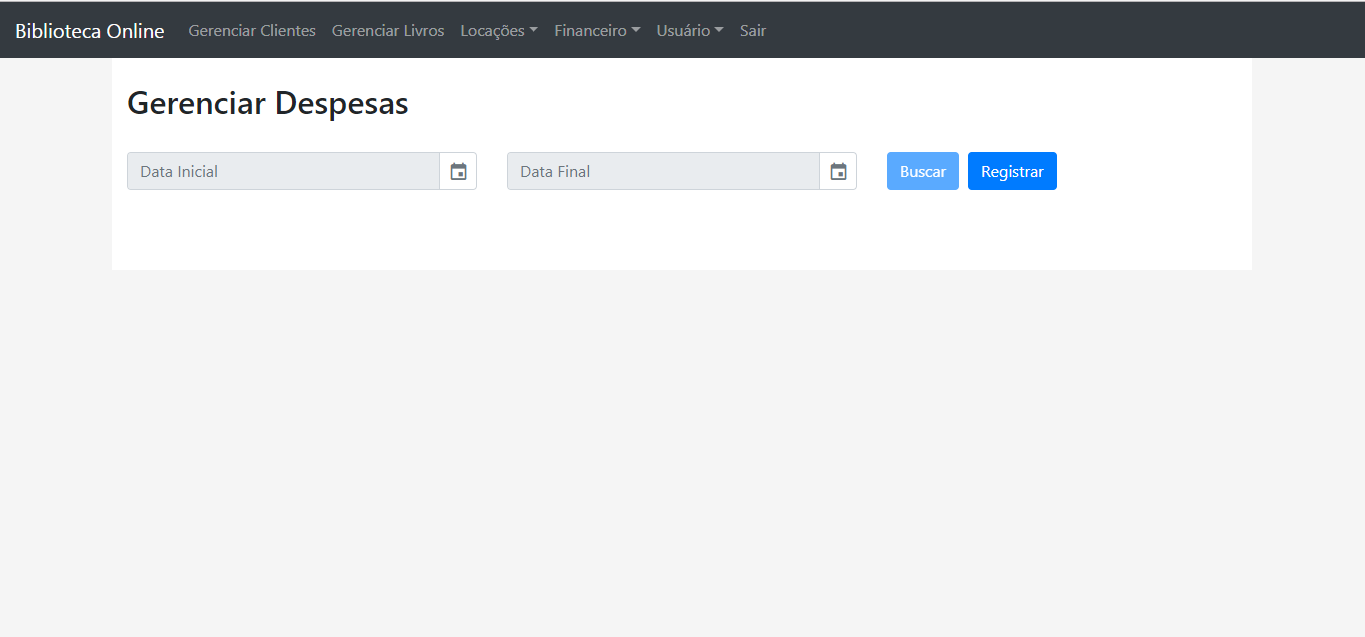 Biblioteca Online Gerenciar Clientes Gerenciar Livros Locações Financeiro Usuário Sair
Gerenciar Despesas
Data Inicial Data Final Buscar Registrar